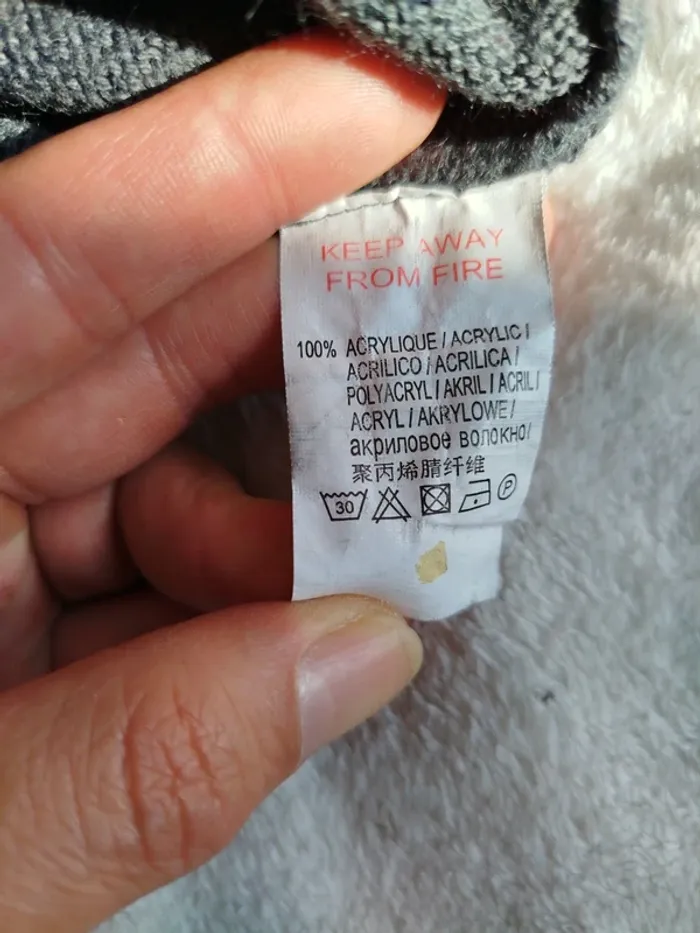 KEEP AWAY
FROM FIRE
100% ACRYLIQUE / ACRYLIC /
ACRILICO / ACRILICA /
POLYACRYL / AKRIL / ACRIL /
ACRYL / AKRYLOWE /
акриловое волокно/
聚丙烯腈纤维
30 P